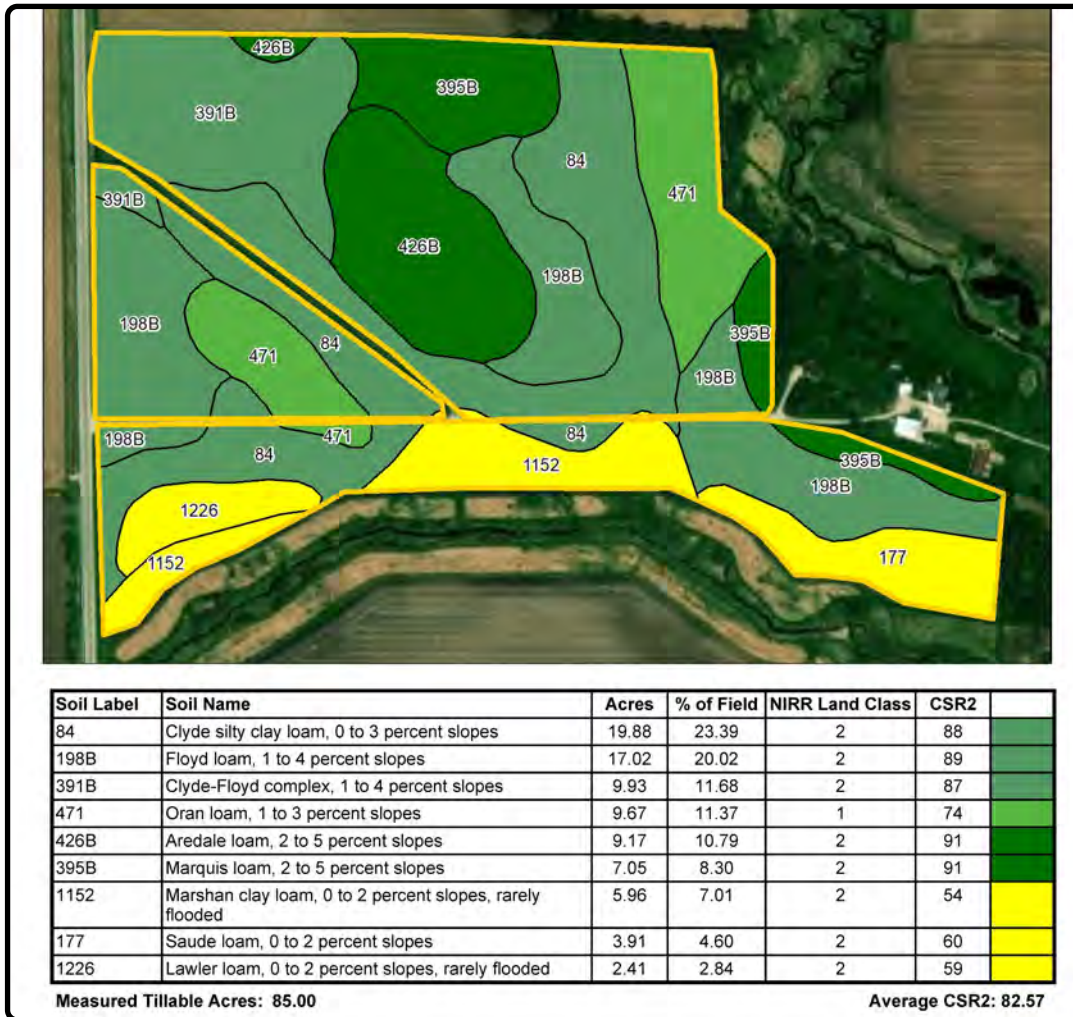 426B
395B
391B
84
471
391B
426B
198B
198B
84
471
395B
198B
198B
471
84
84
1152
395B
198B
1226
1152
177
Soil Label Soil Name Acres % of Field NIRR Land Class CSR2
84 Clyde silty clay loam, 0 to 3 percent slopes 19.88 23.39 2 88
198B Floyd loam, 1 to 4 percent slopes 17.02 20.02 2 89
391B Clyde-Floyd complex, 1 to 4 percent slopes 9.93 11.68 2 87
471 Oran loam, 1 to 3 percent slopes 9.67 11.37 1 74
426B Aredale loam, 2 to 5 percent slopes 9.17 10.79 2 91
395B Marquis loam, 2 to 5 percent slopes 7.05 8.30 2 91
1152 Marshan clay loam, 0 to 2 percent slopes, rarely 5.96 7.01 2 54
flooded
177 Saude loam, 0 to 2 percent slopes 3.91 4.60 2 60
1226 Lawler loam, 0 to 2 percent slopes, rarely flooded 2.41 2.84 2 59
Measured Tillable Acres: 85.00 Average CSR2: 82.57